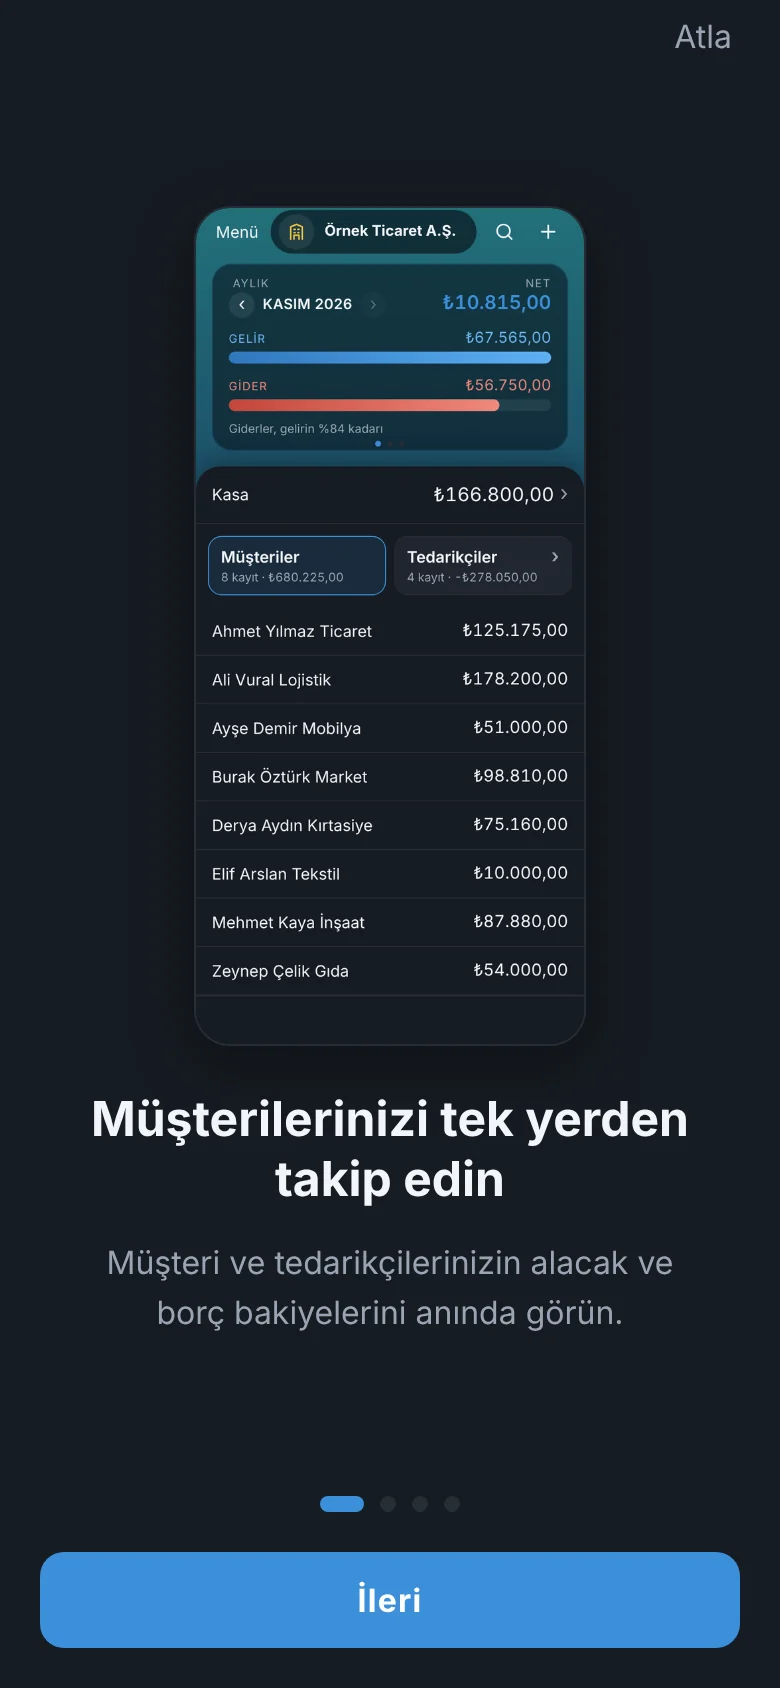 Atla
Menü
Örnek Ticaret A.Ş.
AYLIK
NET
KASIM 2026
₺10.815,00
GELİR
₺67.565,00
GİDER
₺56.750,00
Giderler, gelirin %84 kadarı
Kasa
₺166.800,00
Müşteriler
8 kayıt · ₺680.225,00
Tedarikçiler
4 kayıt · -₺278.050,00
Ahmet Yılmaz Ticaret
₺125.175,00
Ali Vural Lojistik
₺178.200,00
Ayşe Demir Mobilya
₺51.000,00
Burak Öztürk Market
₺98.810,00
Derya Aydın Kırtasiye
₺75.160,00
Elif Arslan Tekstil
₺10.000,00
Mehmet Kaya İnşaat
₺87.880,00
Zeynep Çelik Gıda
₺54.000,00
Müşterilerinizi tek yerden
takip edin
Müşteri ve tedarikçilerinizin alacak ve
borç bakiyelerini anında görün.
İleri